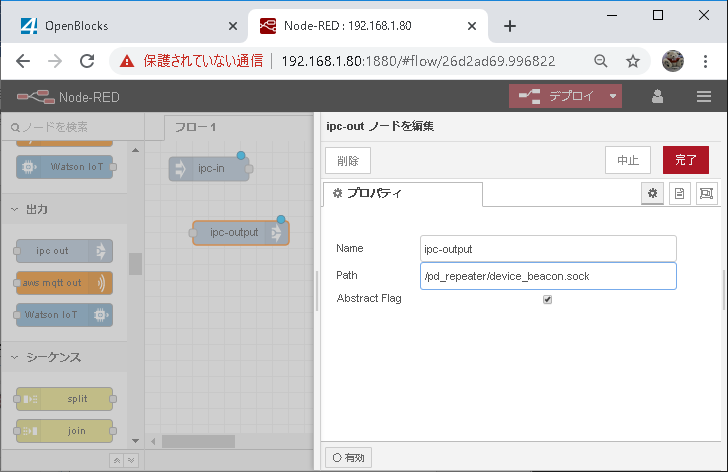 OpenBlocks
Node-RED : 192.168.1.80
保護されていない通信
192.168.1.80:1880/#flow/26d2ad69.996822
Node-RED
デプロイ
ノードを検索
Watson IoT
出力
ipc out
aws mqtt out
Watson IoT
シーケンス
split
join
フロー 1
ipc-in
ipc-output
ipc-out ノードを編集
削除
中止
完了
プロパティ
Name
ipc-output
Path
/pd_repeater/device_beacon.sock
Abstract Flag
有効